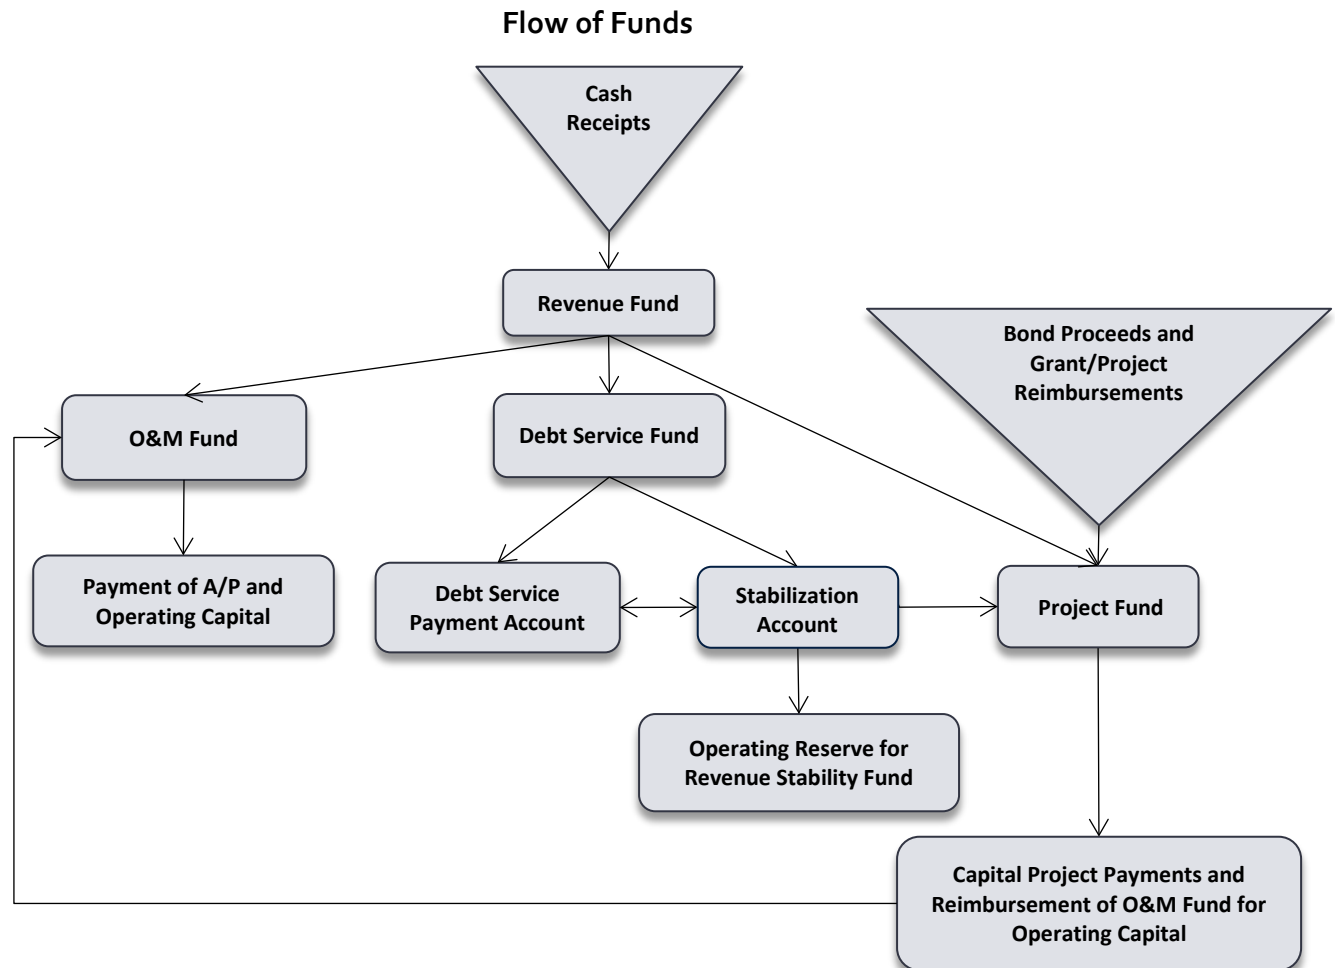 Flow of Funds
Cash
Receipts
Revenue Fund
Bond Proceeds and
Grant/Project
Reimbursements
O&M Fund
Debt Service Fund
Payment of A/P and
Operating Capital
Debt Service
Payment Account
Stabilization
Account
Project Fund
Operating Reserve for
Revenue Stability Fund
Capital Project Payments and
Reimbursement of O&M Fund for
Operating Capital